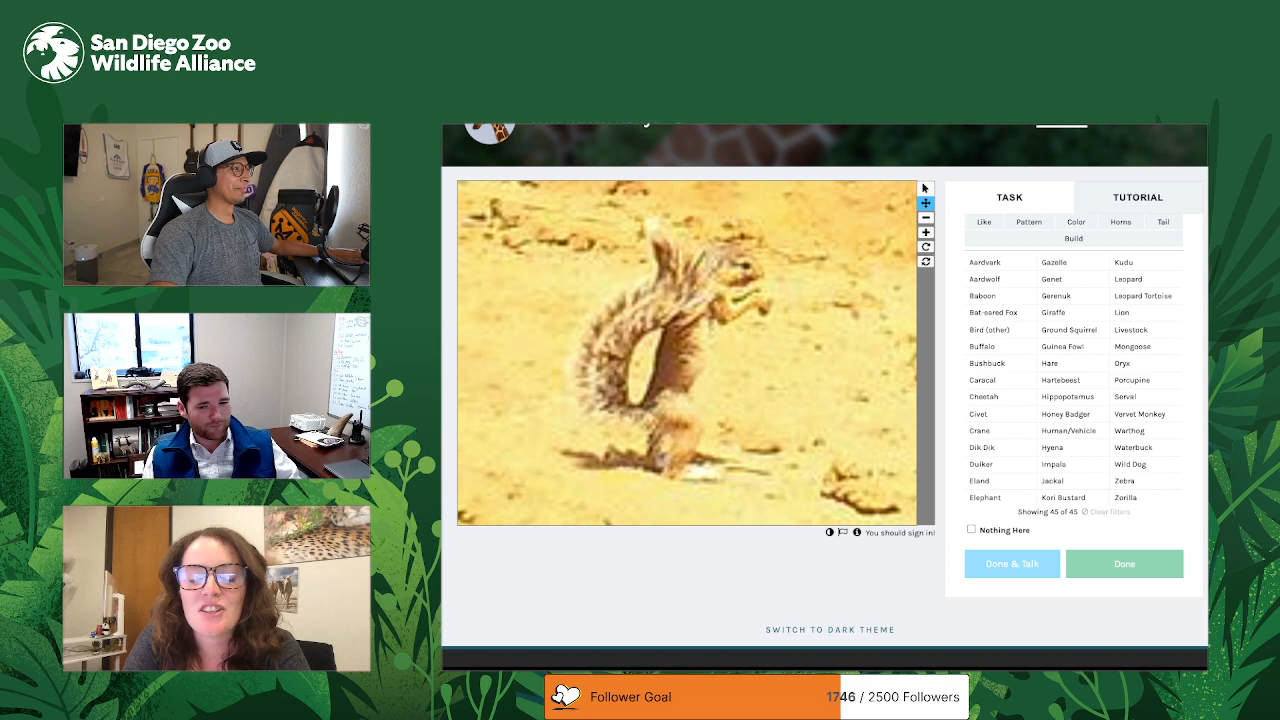 San Diego Zoo
Wildlife Alliance
TASK
TUTORIAL
Like Pattern Color Horns Tail
Build
Aardvark Gazelle Kudu
Aardwolf Genet Leopard
Baboon Gerenuk Leopard Tortoise
Bat-eared Fox Giraffe Lion
Bird (other) Ground Squirrel Livestock
Buffalo Guinea Fowl Mongoose
Bushbuck Hare Oryx
Caracal Hartebeest Porcupine
Cheetah Hippopotamus Serval
Civet Honey Badger Vervet Monkey
Crane Human/Vehicle Warthog
Dik Dik Hyena Waterbuck
Duiker Impala Wild Dog
Eland Jackal Zebra
Elephant Kori Bustard Zorilla
Showing 45 of 45 Clear filters
Nothing Here
You should sign in!
Done & Talk Done
SWITCH TO DARK THEME
Follower Goal 1746 / 2500 Followers